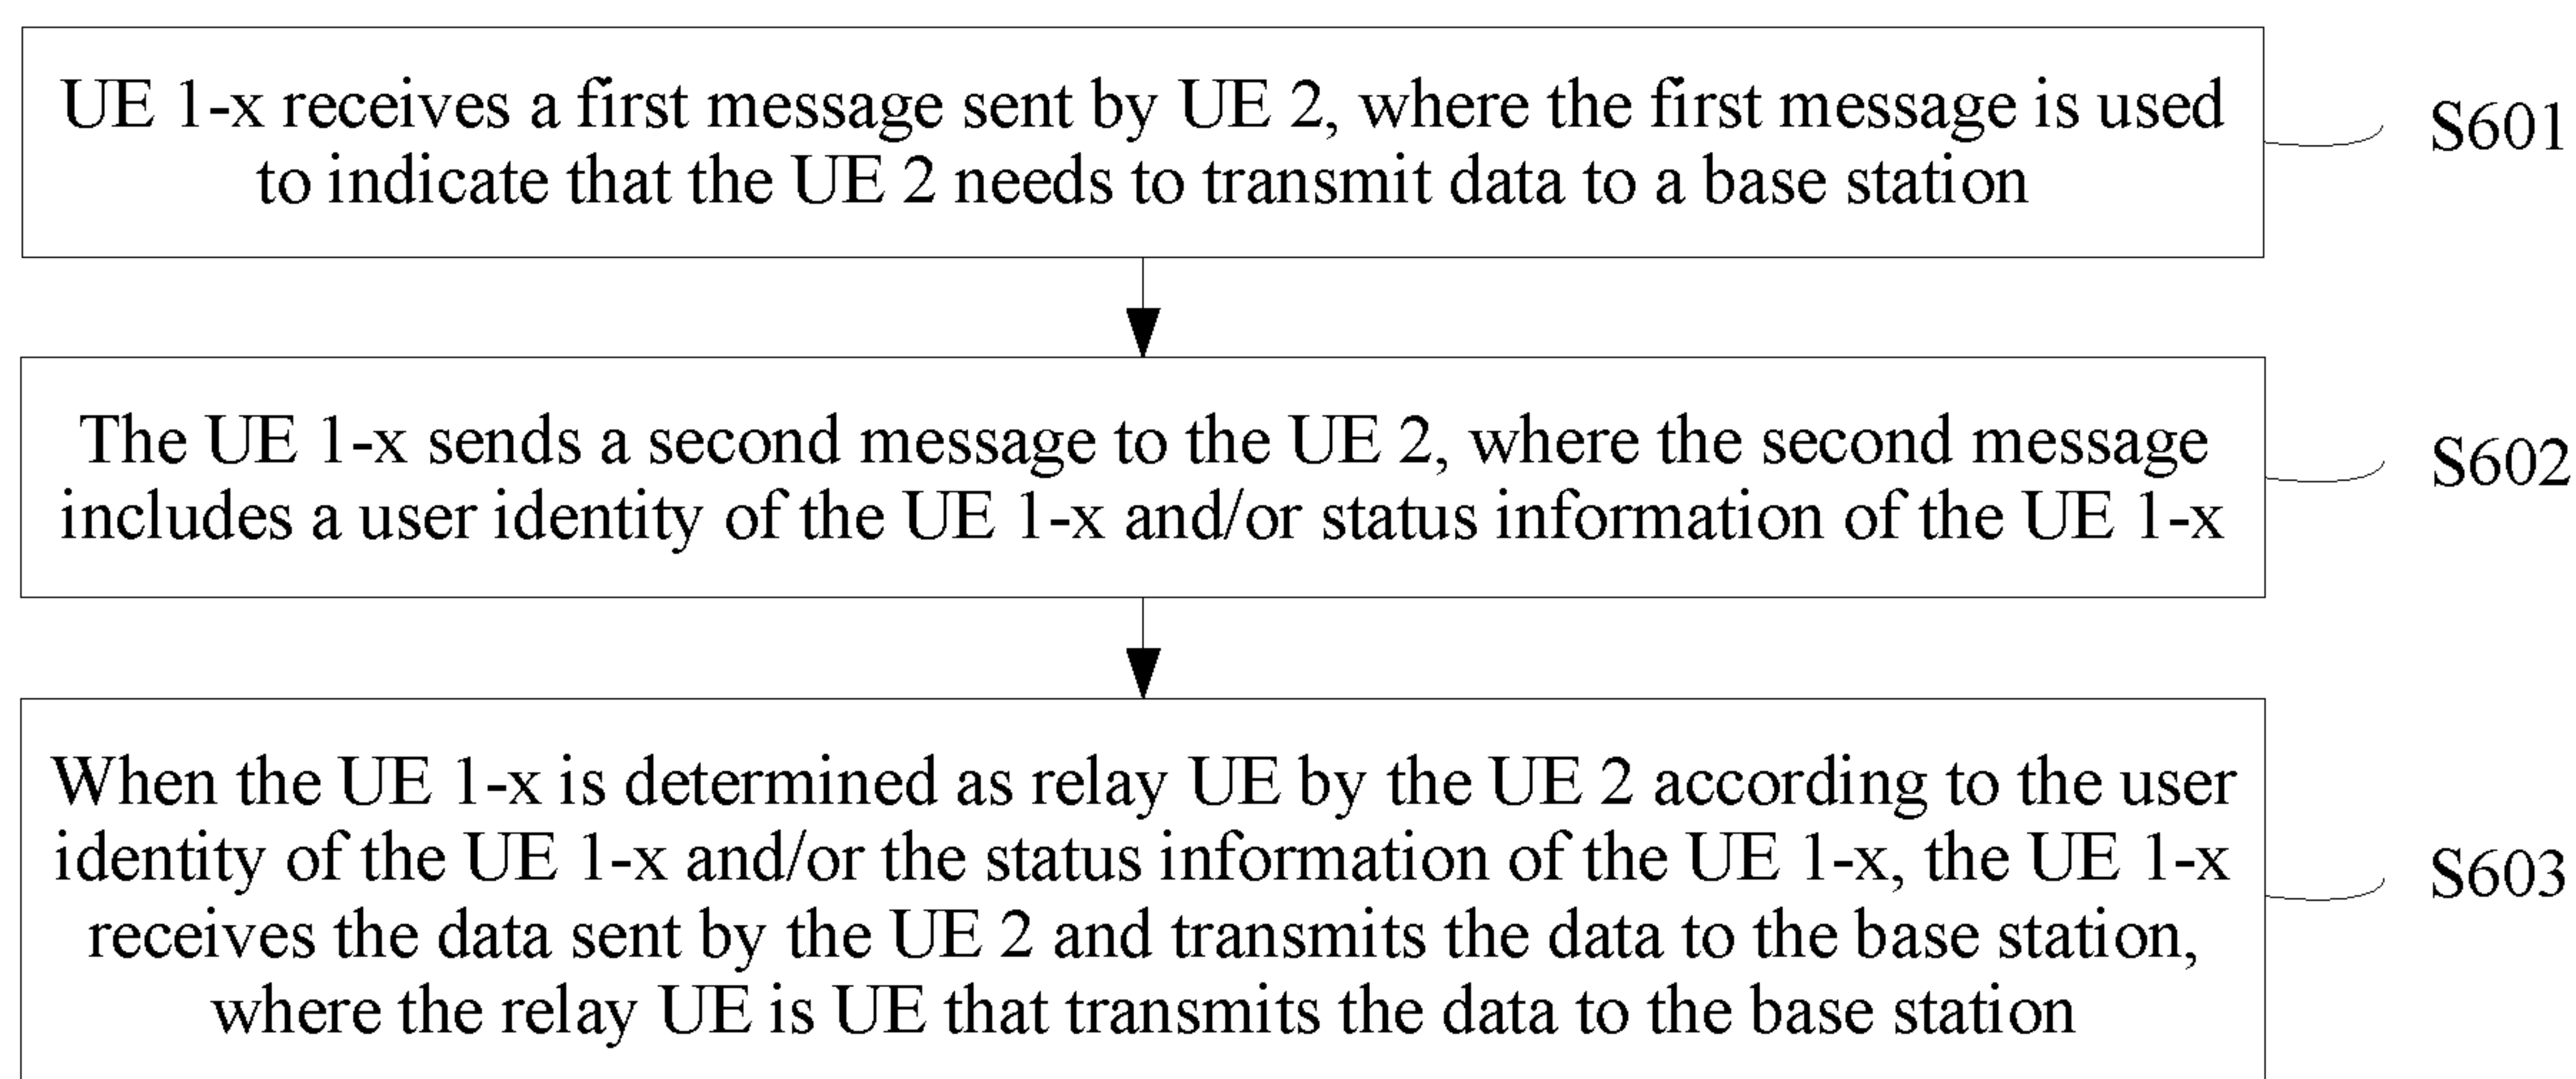 UE 1-x receives a first message sent by UE 2, where the first message is used
to indicate that the UE 2 needs to transmit data to a base station
S601
The UE 1-x sends a second message to the UE 2, where the second message
includes a user identity of the UE 1-x and/or status information of the UE 1-x
S602
When the UE 1-x is determined as relay UE by the UE 2 according to the user
identity of the UE 1-x and/or the status information of the UE 1-x, the UE 1-x
receives the data sent by the UE 2 and transmits the data to the base station,
where the relay UE is UE that transmits the data to the base station
S603